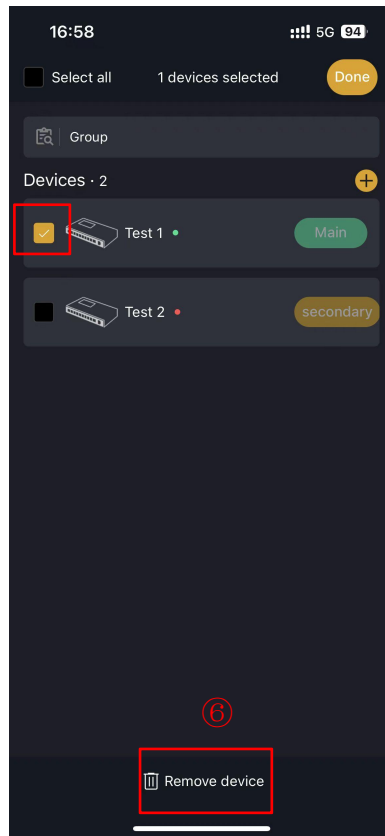 16:58 5G 94
Select all 1 devices selected Done
Group
Devices · 2
Test 1 Main
Test 2 secondary
⑥
Remove device